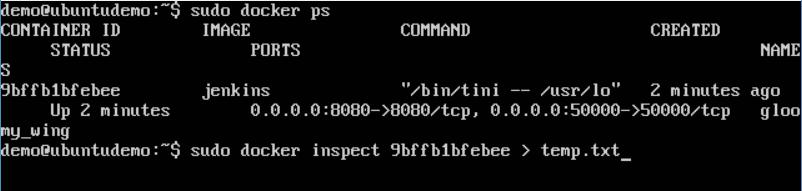 demo@ubuntudemo:~$ sudo docker ps
CONTAINER ID        IMAGE               COMMAND                  CREATED
     STATUS              PORTS                                              NAME
S
9bffb1bfebee        jenkins             "/bin/tini -- /usr/lo"   2 minutes ago
     Up 2 minutes        0.0.0.0:8080->8080/tcp, 0.0.0.0:50000->50000/tcp   gloo
my_wing
demo@ubuntudemo:~$ sudo docker inspect 9bffb1bfebee > temp.txt_